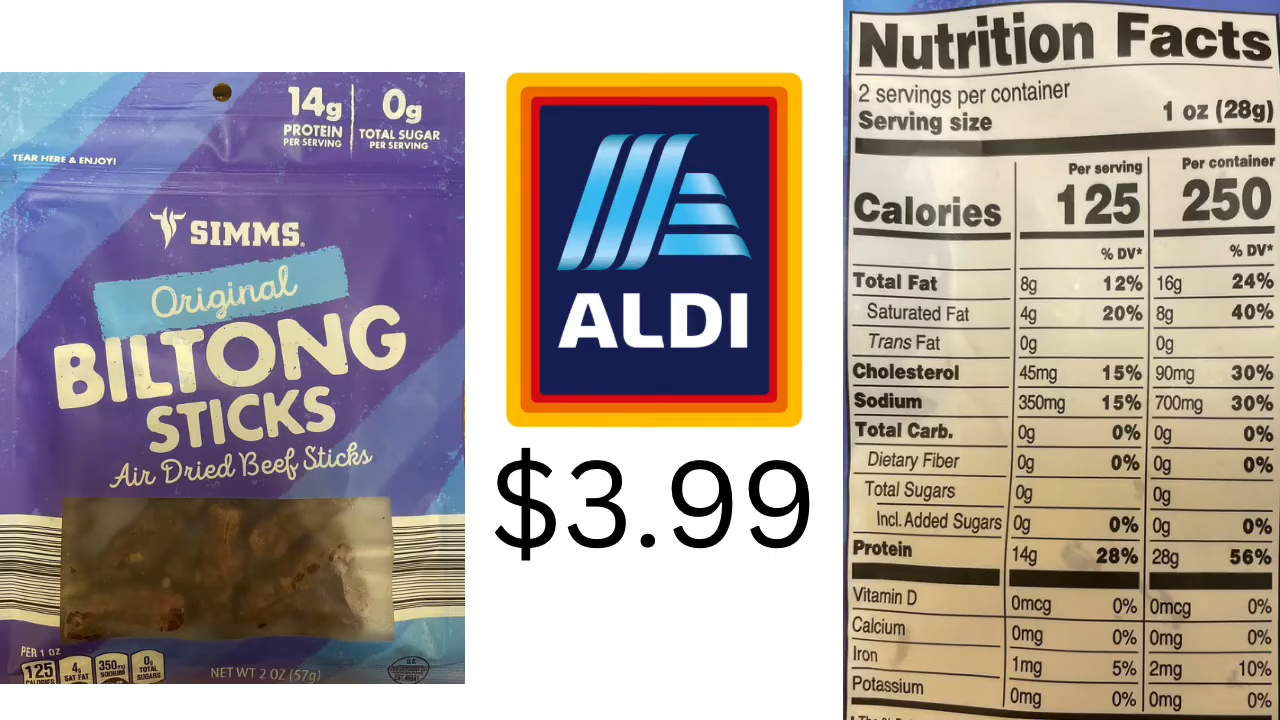 14g
PROTEIN
PER SERVING
0g
TOTAL SUGAR
PER SERVING
TEAR HERE & ENJOY!
SIMMS.
Original
BILTONG
STICKS
Air Dried Beef Sticks
PER 1 OZ
125 CALORIES
4g SAT FAT
350mg SODIUM
0g TOTAL SUGARS
NET WT 2 OZ (57g)
ALDI
$3.99
Nutrition Facts
2 servings per container
Serving size 1 oz (28g)
Per serving Per container
Calories 125 250
% DV* % DV*
Total Fat 8g 12% 16g 24%
Saturated Fat 4g 20% 8g 40%
Trans Fat 0g 0g
Cholesterol 45mg 15% 90mg 30%
Sodium 350mg 15% 700mg 30%
Total Carb. 0g 0% 0g 0%
Dietary Fiber 0g 0% 0g 0%
Total Sugars 0g 0g
Incl. Added Sugars 0g 0% 0g 0%
Protein 14g 28% 28g 56%
Vitamin D 0mcg 0% 0mcg 0%
Calcium 0mg 0% 0mg 0%
Iron 1mg 5% 2mg 10%
Potassium 0mg 0% 0mg 0%